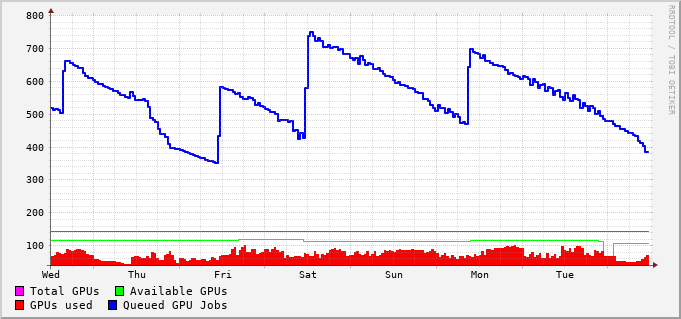 800
700
600
500
400
300
200
100
Wed Thu Fri Sat Sun Mon Tue
Total GPUs Available GPUs
GPUs used Queued GPU Jobs
RRDTOOL / TOBI OETIKER